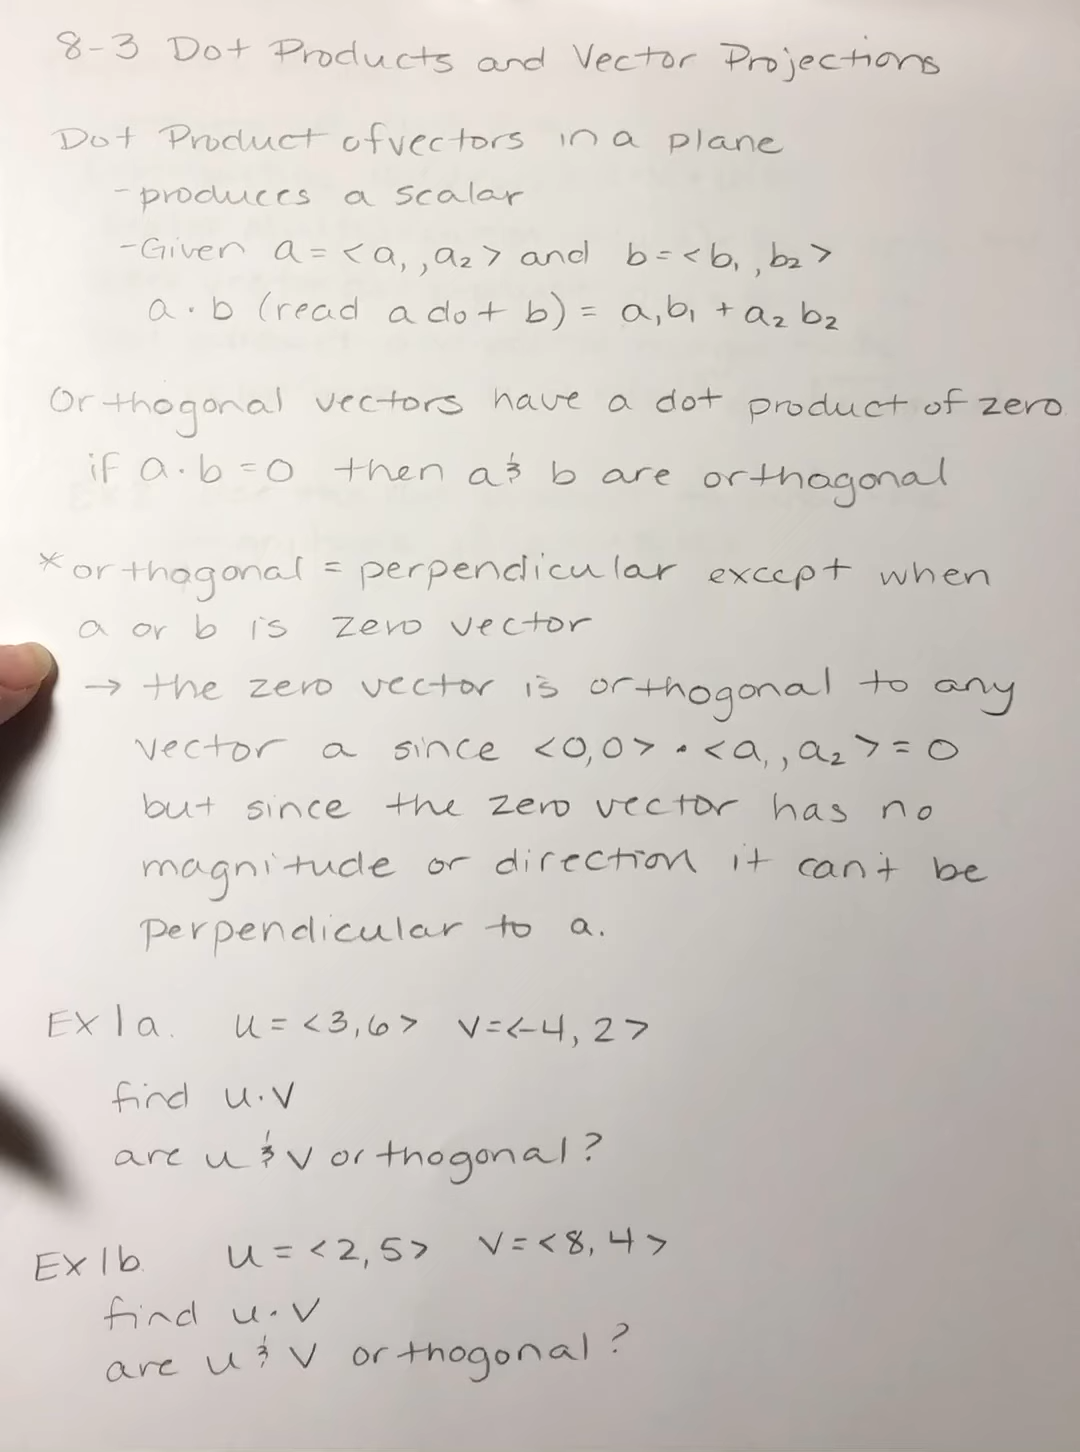 8-3 Dot Products and Vector Projections
Dot Product of vectors in a plane
- produces a scalar
- Given a = <a₁, a₂> and b = <b₁, b₂>
a · b (read a dot b) = a₁b₁ + a₂b₂
Orthogonal vectors have a dot product of zero
if a · b = 0 then a & b are orthagonal
* orthagonal = perpendicular except when
a or b is zero vector
→ the zero vector is orthogonal to any
vector a since <0,0> · <a₁, a₂> = 0
but since the zero vector has no
magnitude or direction it can't be
perpendicular to a.
Ex 1a. u = <3,6> v = <-4, 2>
find u · v
are u & v orthogonal?
Ex 1b. u = <2,5> v = <8,4>
find u · v
are u & v orthogonal?